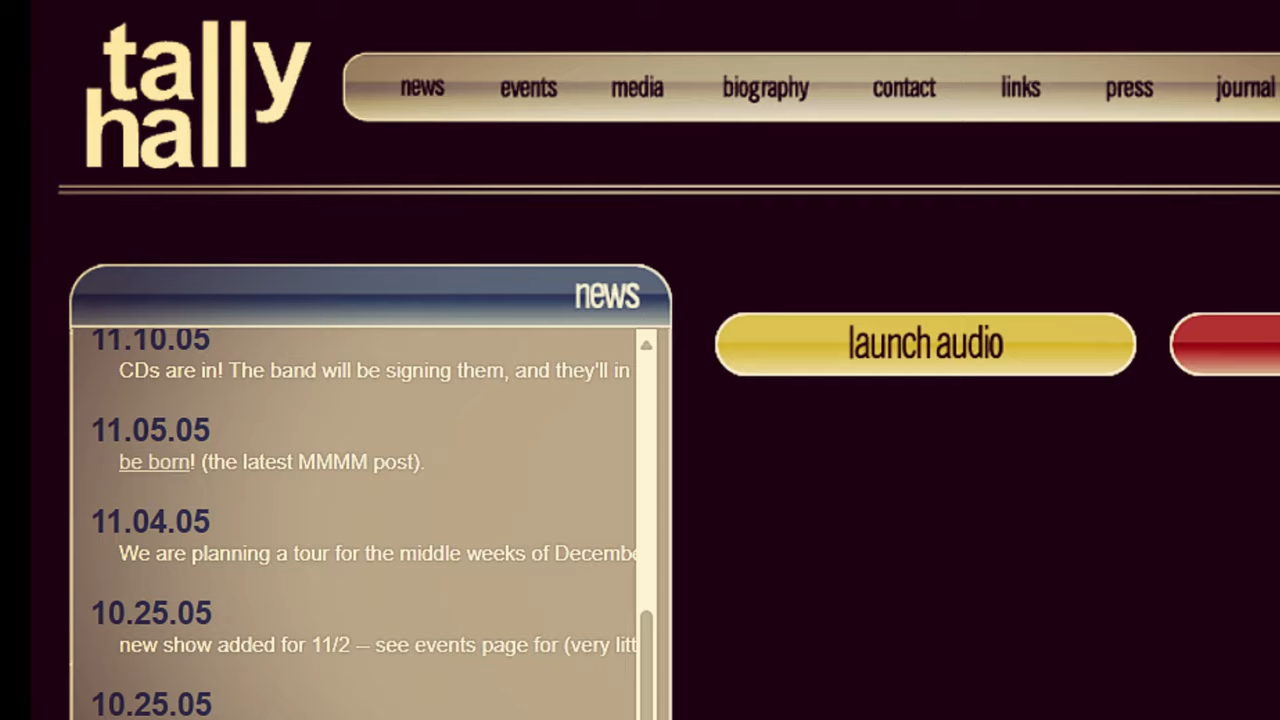 tally
hall
news events media biography contact links press journal
news
launch audio
11.10.05
CDs are in! The band will be signing them, and they'll in
11.05.05
be born! (the latest MMMM post).
11.04.05
We are planning a tour for the middle weeks of Decembe
10.25.05
new show added for 11/2 -- see events page for (very litt
10.25.05